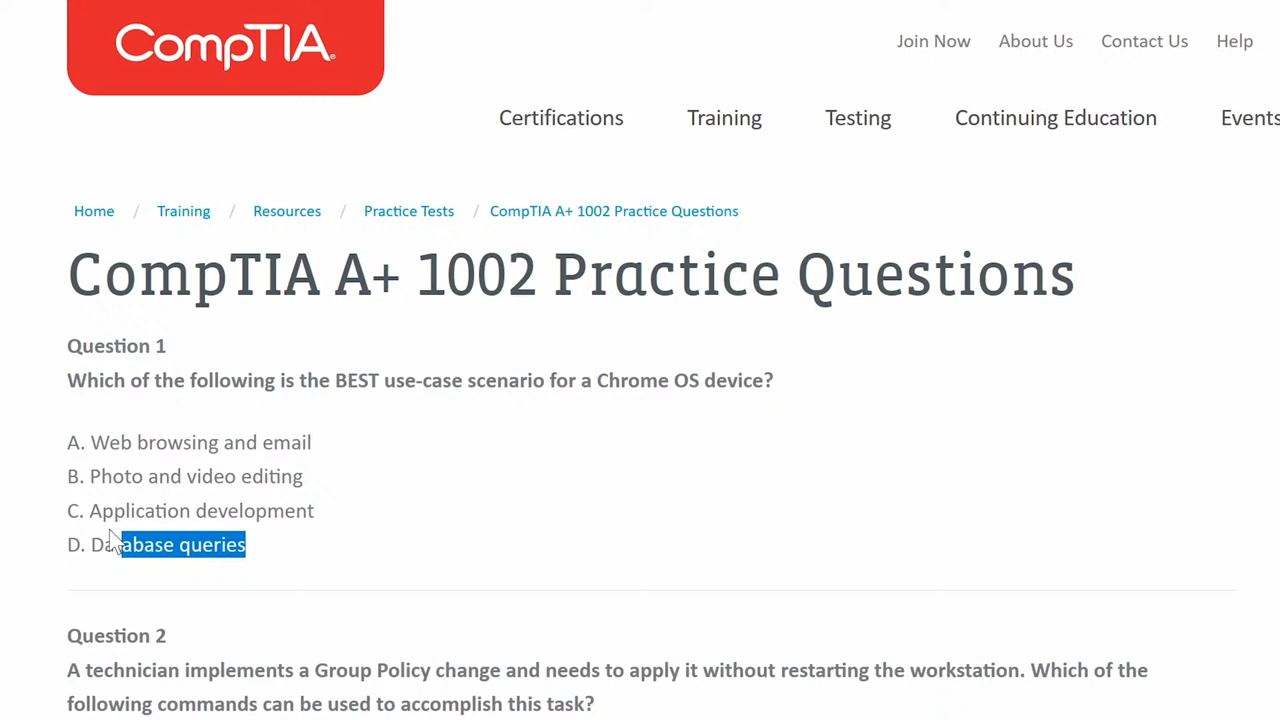 CompTIA.
Join Now About Us Contact Us Help
Certifications Training Testing Continuing Education Events
Home / Training / Resources / Practice Tests / CompTIA A+ 1002 Practice Questions
CompTIA A+ 1002 Practice Questions
Question 1
Which of the following is the BEST use-case scenario for a Chrome OS device?
A. Web browsing and email
B. Photo and video editing
C. Application development
D. Database queries
Question 2
A technician implements a Group Policy change and needs to apply it without restarting the workstation. Which of the
following commands can be used to accomplish this task?